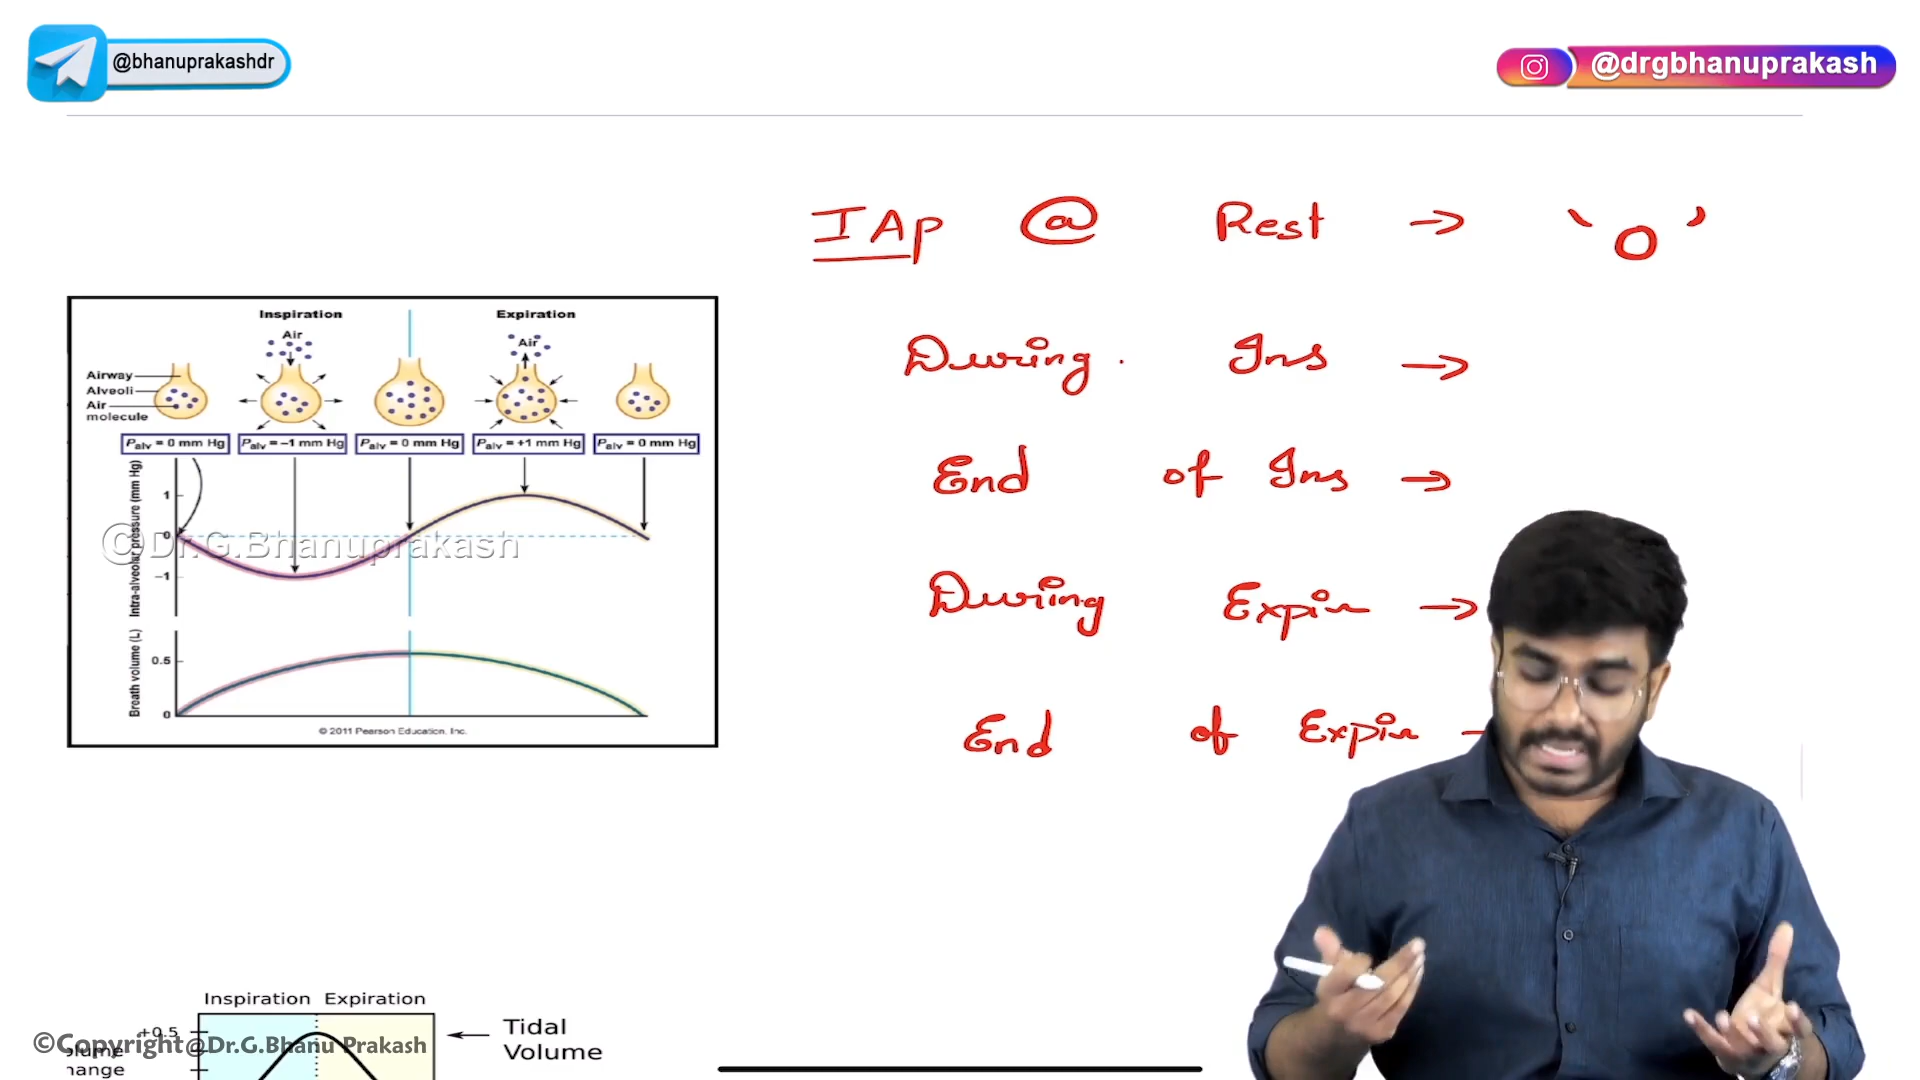 @bhanuprakashdr
@drgbhanuprakash
IAP @ Rest → ‘0’
During Ins →
End of Ins →
During Expir →
End of Expir
Inspiration Expiration
Air Air
Airway
Alveoli
Air
molecule
Palv = 0 mm Hg Palv = –1 mm Hg Palv = 0 mm Hg Palv = +1 mm Hg Palv = 0 mm Hg
Intra-alveolar pressure (mm Hg)
1
0
–1
©Dr.G.Bhanuprakash
Breath volume (L)
0.5
0
© 2011 Pearson Education, Inc.
Inspiration Expiration
+0.5
Tidal
Volume
©Copyright@Dr.G.Bhanu Prakash